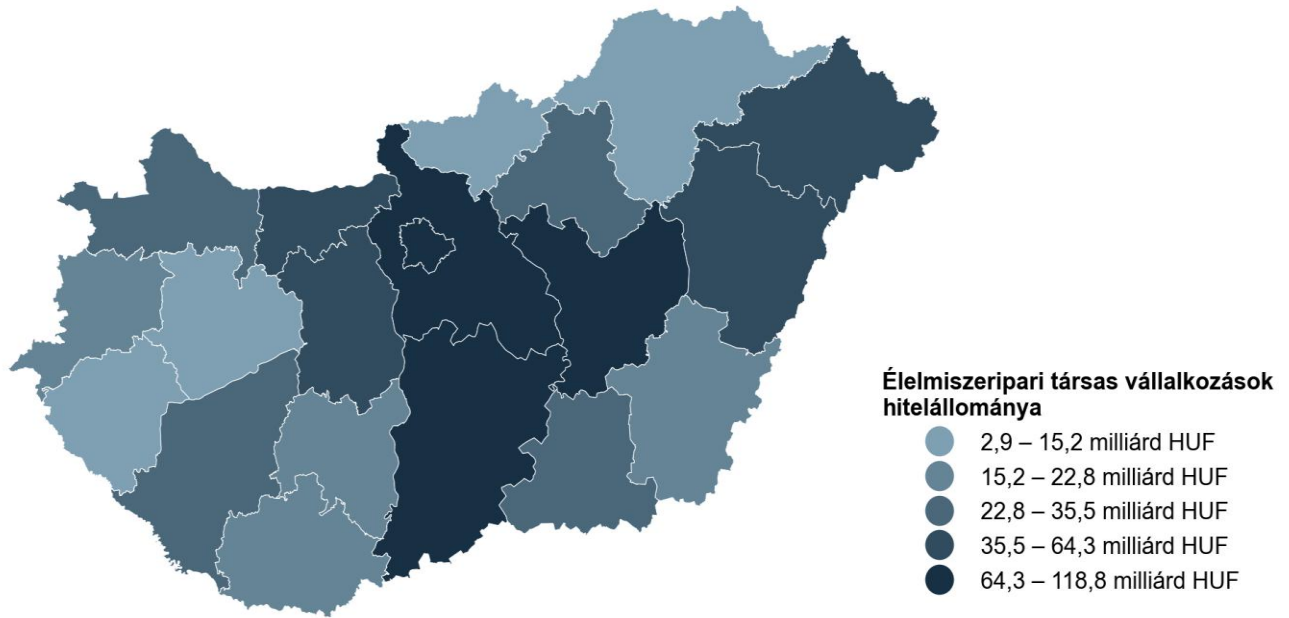 Élelmiszeripari társas vállalkozások
hitelállománya
2,9 – 15,2 milliárd HUF
15,2 – 22,8 milliárd HUF
22,8 – 35,5 milliárd HUF
35,5 – 64,3 milliárd HUF
64,3 – 118,8 milliárd HUF